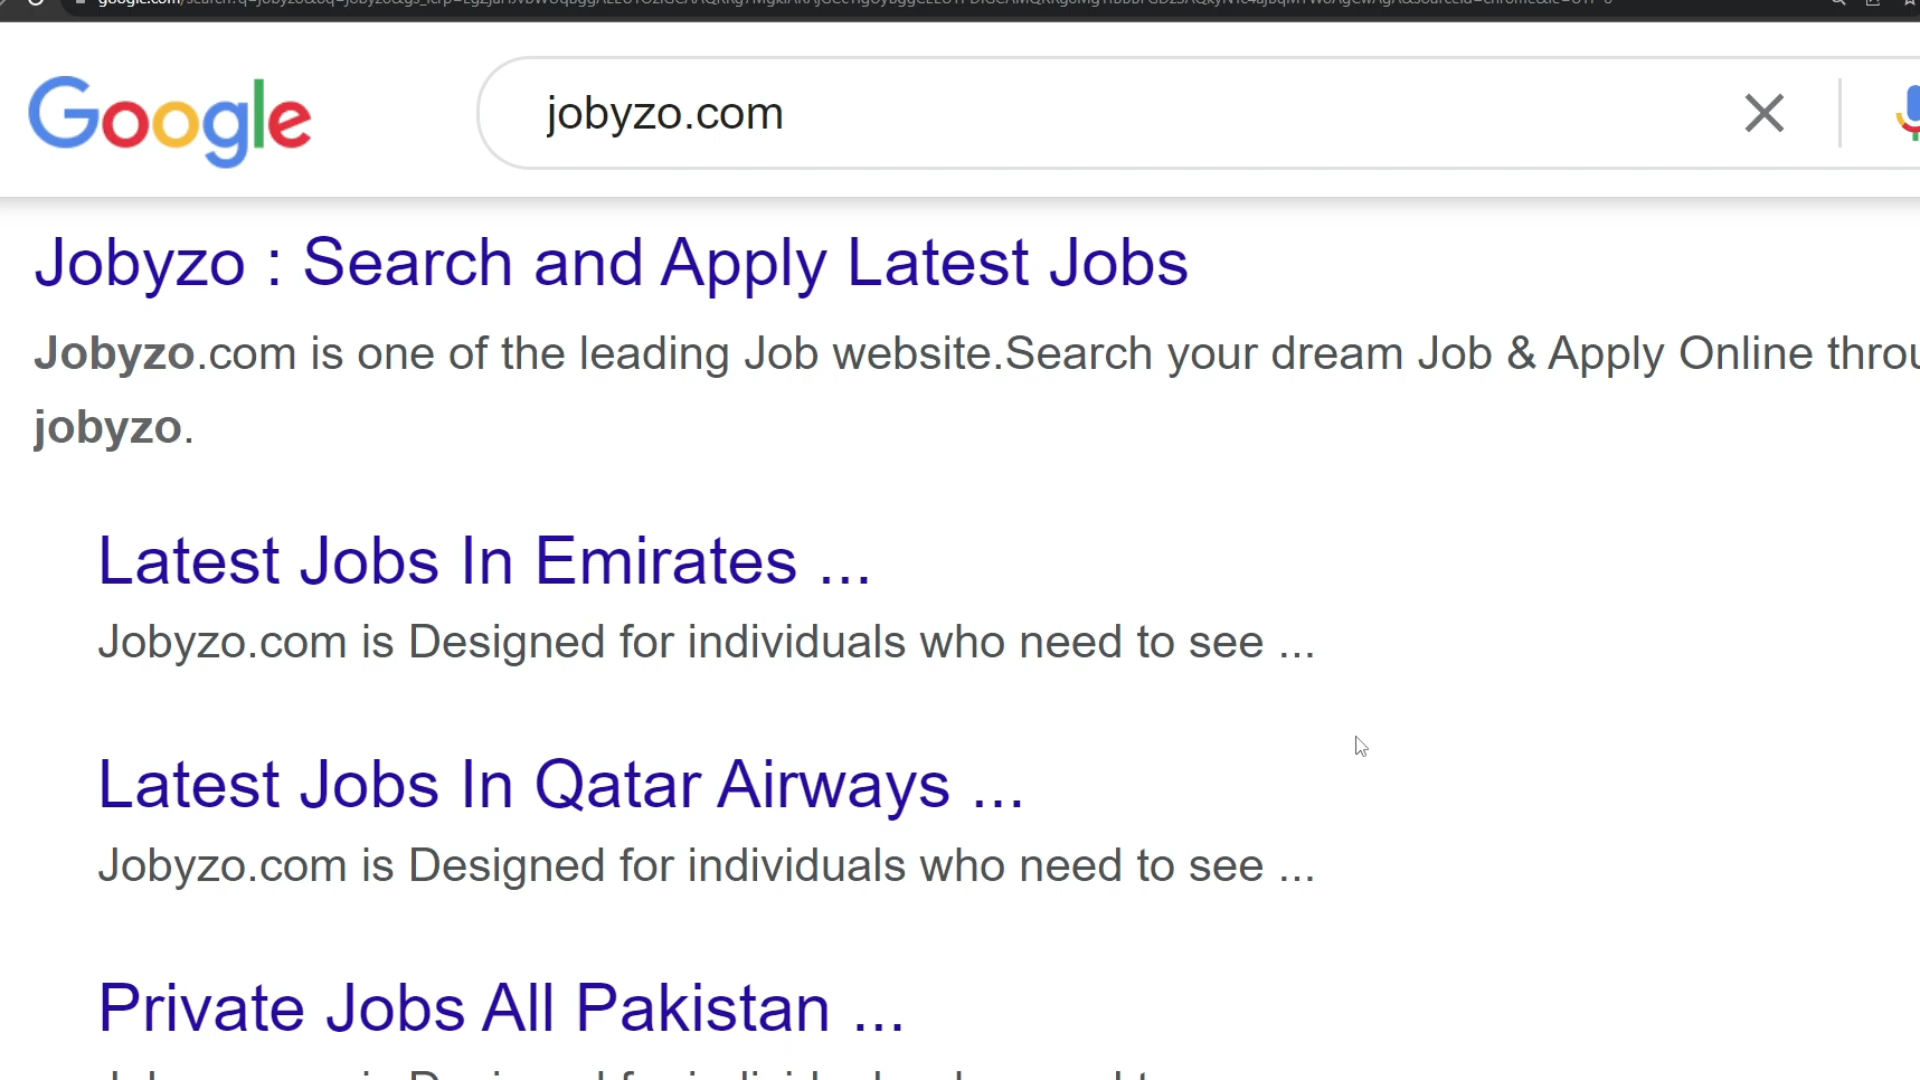 Google
jobyzo.com
Jobyzo : Search and Apply Latest Jobs
Jobyzo.com is one of the leading Job website.Search your dream Job & Apply Online
jobyzo.
Latest Jobs In Emirates ...
Jobyzo.com is Designed for individuals who need to see ...
Latest Jobs In Qatar Airways ...
Jobyzo.com is Designed for individuals who need to see ...
Private Jobs All Pakistan ...